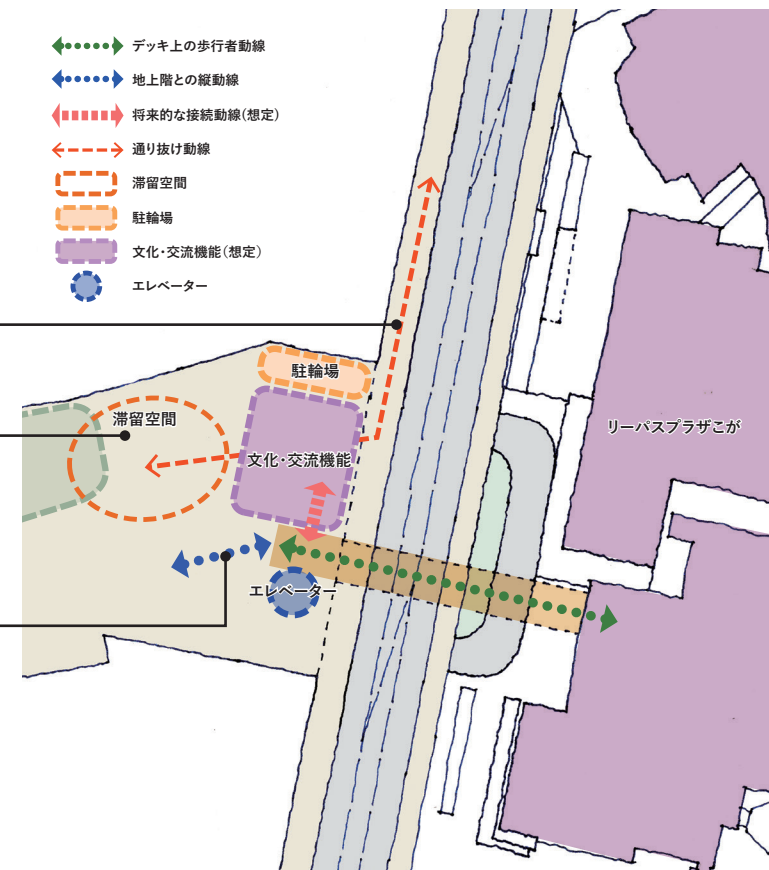 デッキ上の歩行者動線
地上階との縦動線
将来的な接続動線(想定)
通り抜け動線
滞留空間
駐輪場
文化・交流機能(想定)
エレベーター
駐輪場
滞留空間
リーパスプラザこが
文化・交流機能
エレベーター